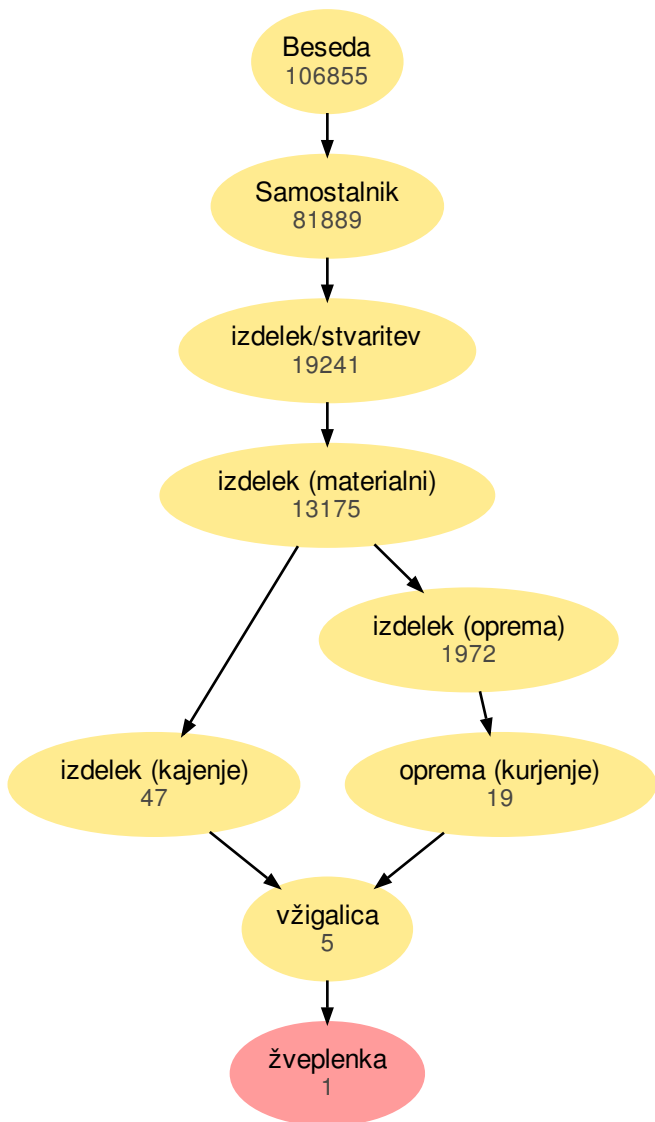 Beseda
106855
Samostalnik
81889
izdelek/stvaritev
19241
izdelek (materialni)
13175
izdelek (oprema)
1972
izdelek (kajenje)
47
oprema (kurjenje)
19
vžigalica
5
žveplenka
1